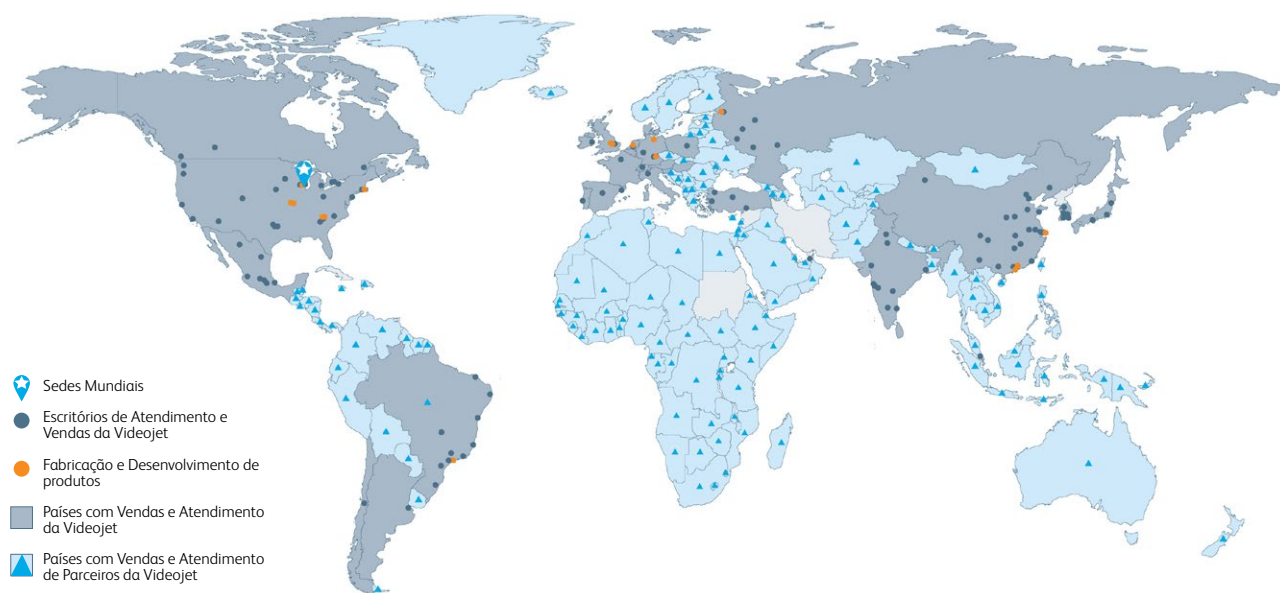 Sedes Mundiais
Escritórios de Atendimento e
Vendas da Videojet
Fabricação e Desenvolvimento de
produtos
Países com Vendas e Atendimento
da Videojet
Países com Vendas e Atendimento
de Parceiros da Videojet